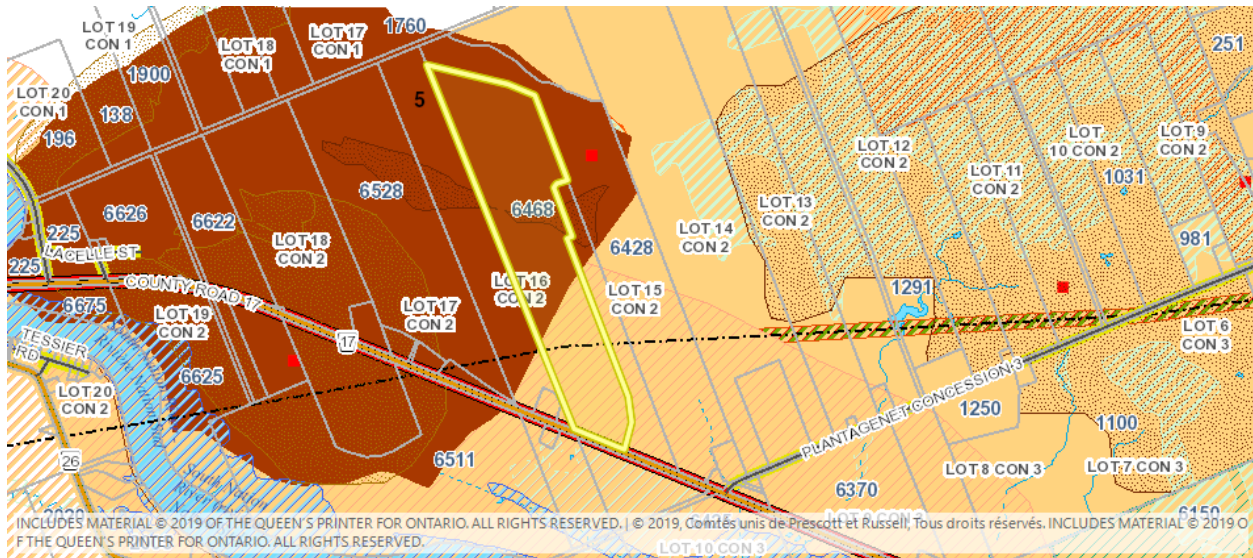 LOT 19
CON 1
1900
LOT 18
CON 1
LOT 17
CON 1
1760
LOT 20
CON 1
138
196
5
251
LOT 12
CON 2
LOT 11
CON 2
LOT
10 CON 2
LOT 9
CON 2
1031
6528
6468
LOT 13
CON 2
LOT 14
CON 2
6626
6622
225
LACELLE ST
225
LOT 18
CON 2
6428
981
COUNTY ROAD 17
LOT 16
CON 2
LOT 15
CON 2
1291
6675
LOT 19
CON 2
LOT 17
CON 2
17
LOT 6
CON 3
TESSIER
RD
6625
LOT 20
CON 2
PLANTAGENET CONCESSION 3
1250
1100
26
South Nation
6511
LOT 8 CON 3
LOT 7 CON 3
6370
6150
INCLUDES MATERIAL © 2019 OF THE QUEEN'S PRINTER FOR ONTARIO. ALL RIGHTS RESERVED. | © 2019, Comtés unis de Prescott et Russell, Tous droits réservés. INCLUDES MATERIAL © 2019 O
F THE QUEEN'S PRINTER FOR ONTARIO. ALL RIGHTS RESERVED.
LOT 10 CON 3